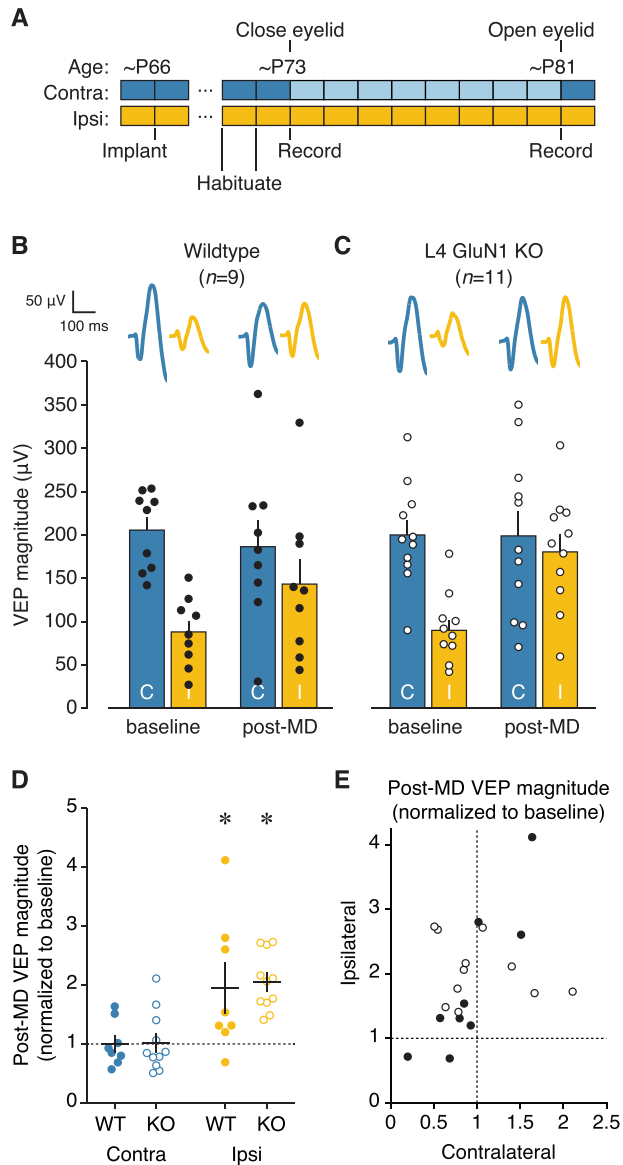 A
Close eyelid Open eyelid
Age: ~P66 ~P73 ~P81
Contra: ...
Ipsi: ...
Implant Record Record
Habituate
B Wildtype
(n=9)
C L4 GluN1 KO
(n=11)
50 µV
100 ms
VEP magnitude (µV)
400
350
300
250
200
150
100
50
0
C I C I C I C I
baseline post-MD baseline post-MD
D
Post-MD VEP magnitude
(normalized to baseline)
5
4
3
2
1
0
* *
WT KO WT KO
Contra Ipsi
E
Post-MD VEP magnitude
(normalized to baseline)
Ipsilateral
4
3
2
1
0
0 0.5 1 1.5 2 2.5
Contralateral